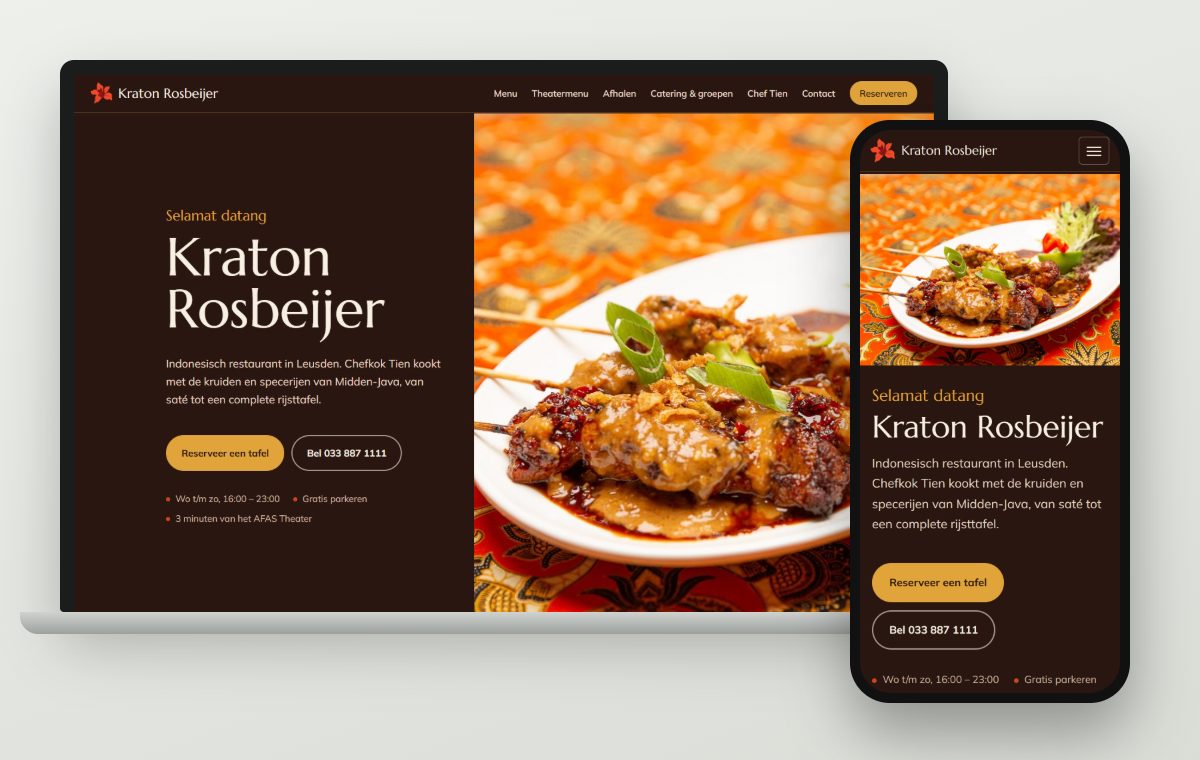 Kraton Rosbeijer
Menu Theatermenu Afhalen Catering & groepen Chef Tien Contact Reserveren
Selamat datang
Kraton
Rosbeijer
Indonesisch restaurant in Leusden. Chefkok Tien kookt
met de kruiden en specerijen van Midden-Java, van
saté tot een complete rijsttafel.
Reserveer een tafel Bel 033 887 1111
Wo t/m zo, 16:00 – 23:00 Gratis parkeren
3 minuten van het AFAS Theater
Kraton Rosbeijer
Selamat datang
Kraton Rosbeijer
Indonesisch restaurant in Leusden.
Chefkok Tien kookt met de kruiden en
specerijen van Midden-Java, van saté tot
een complete rijsttafel.
Reserveer een tafel
Bel 033 887 1111
Wo t/m zo, 16:00 – 23:00 Gratis parkeren